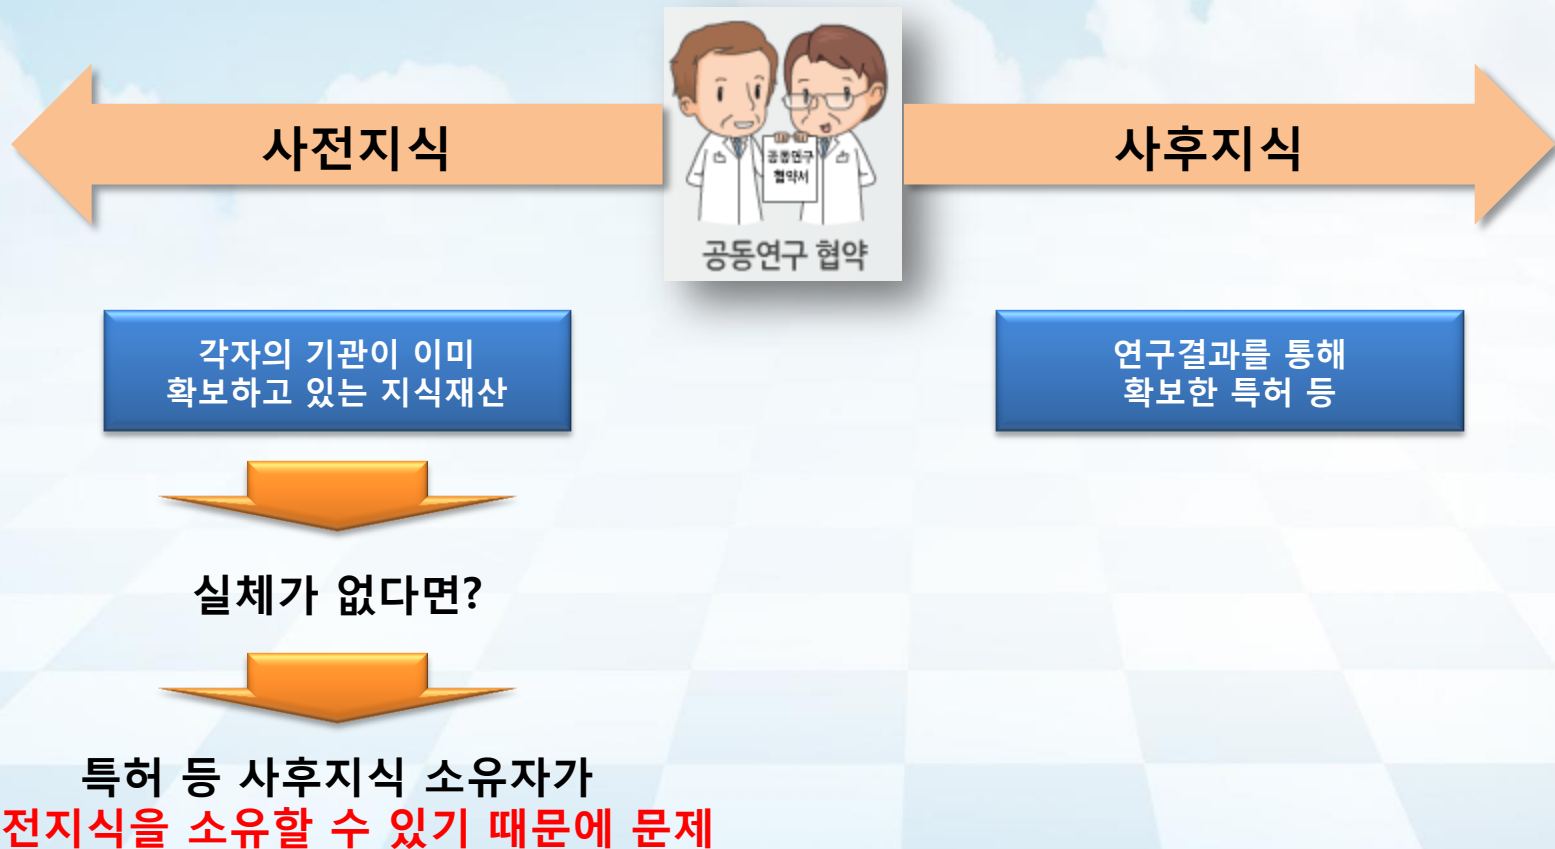 사전지식
공동연구
협약서
공동연구 협약
사후지식
각자의 기관이 이미
확보하고 있는 지식재산
연구결과를 통해
확보한 특허 등
실체가 없다면?
특허 등 사후지식 소유자가
전지식을 소유할 수 있기 때문에 문제